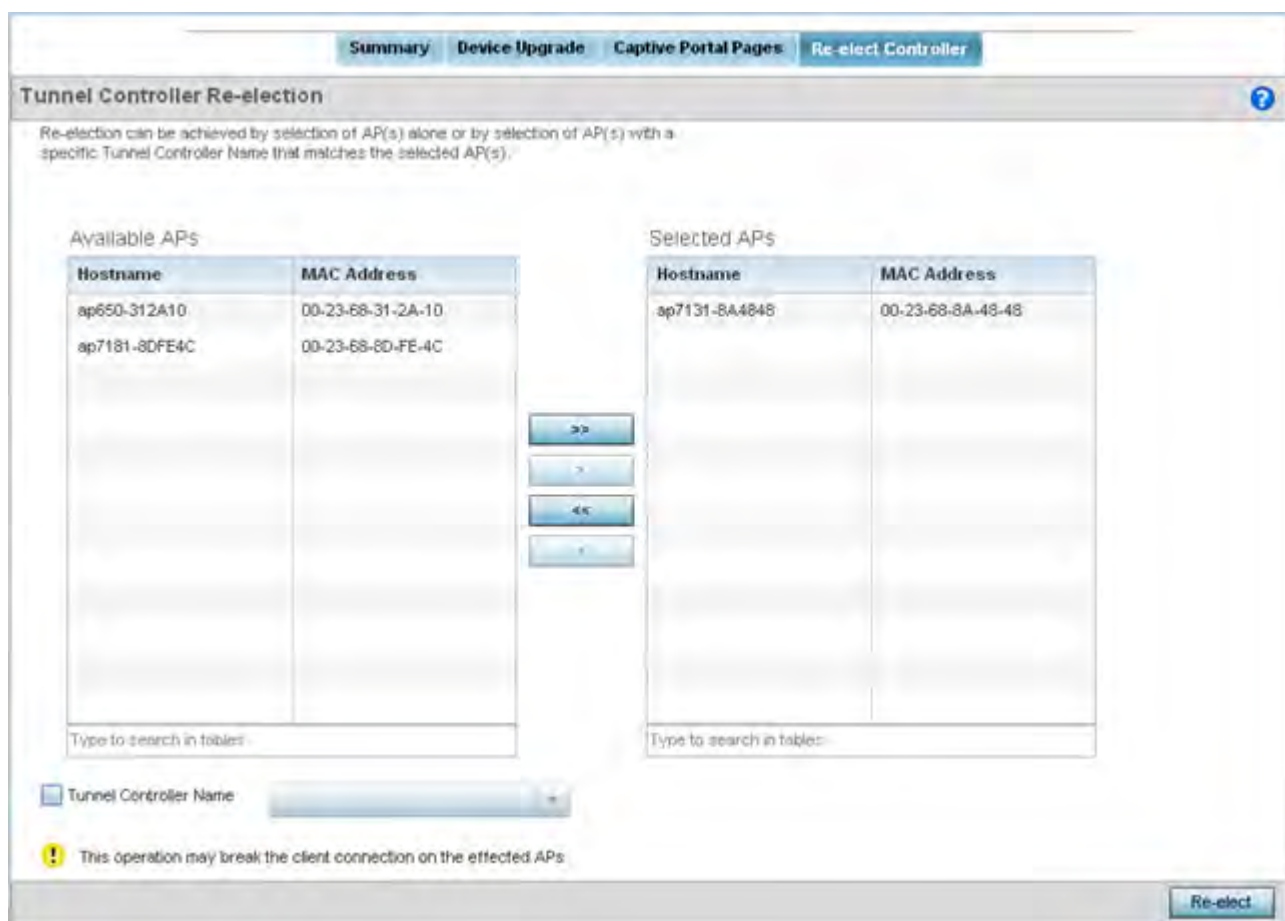 Summary Device Upgrade Captive Portal Pages Re-elect Controller
Tunnel Controller Re-election
?
Re-election can be achieved by selection of AP(s) alone or by selection of AP(s) with a
specific Tunnel Controller Name that matches the selected AP(s).
Available APs
Hostname MAC Address
ap650-312A10 00-23-68-31-2A-10
ap7181-8DFE4C 00-23-68-8D-FE-4C
Type to search in tables
>>
>
<<
<
Selected APs
Hostname MAC Address
ap7131-8A4848 00-23-68-8A-48-48
Type to search in tables
Tunnel Controller Name
! This operation may break the client connection on the effected APs
Re-elect